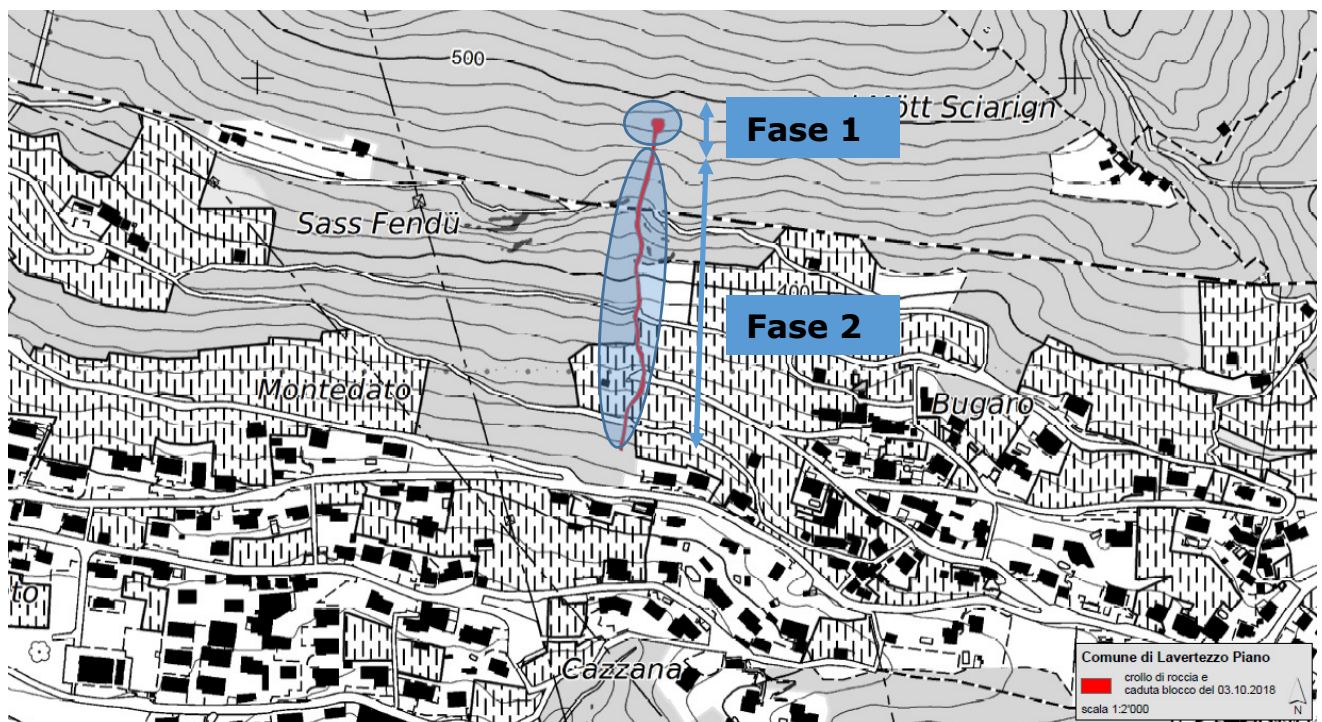 500
Mött Sciarign
Fase 1
Sass Fendü
400
Fase 2
Montedato
Bugaro
Cazzana
Comune di Lavertezzo Piano
crollo di roccia e
caduta blocco del 03.10.2018
scala 1:2'000
N